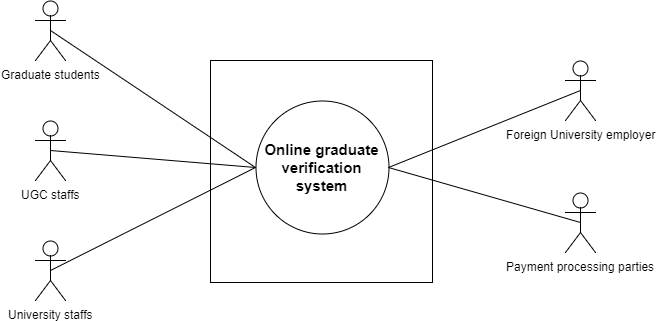 Graduate students
UGC staffs
University staffs
Online graduate
verification
system
Foreign University employer
Payment processing parties